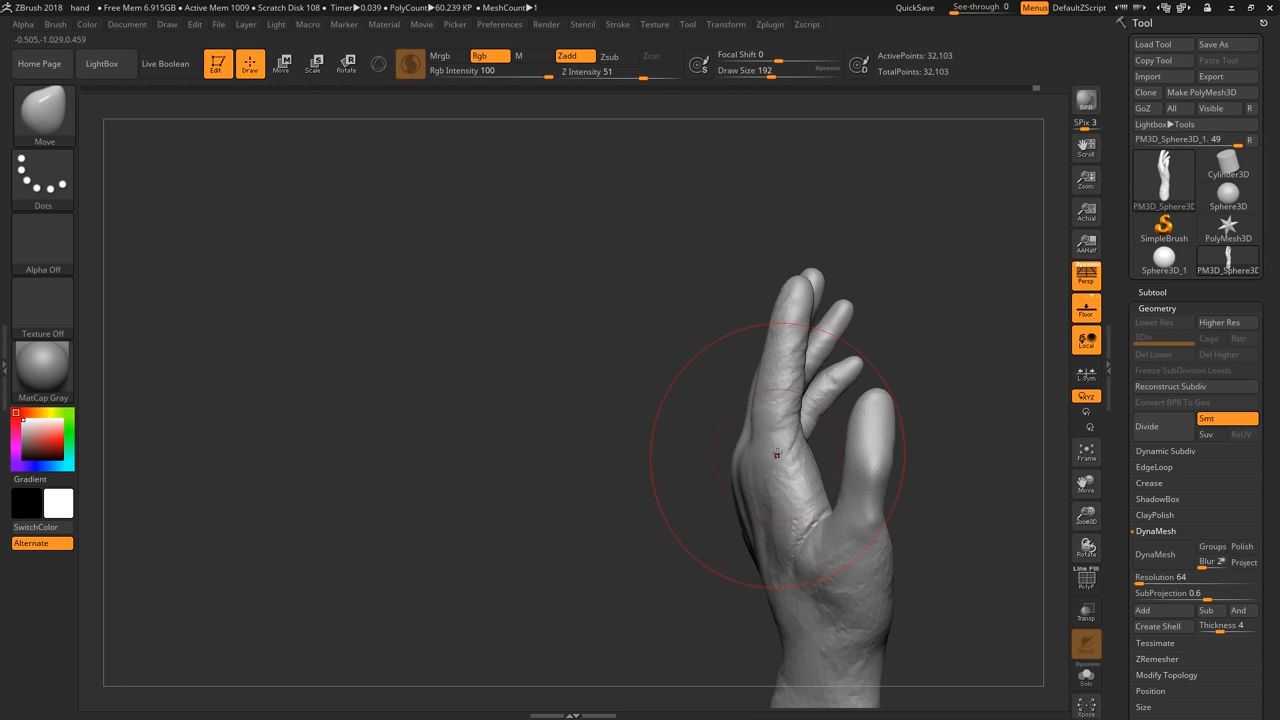 ZBrush 2018 hand • Free Mem 6.915GB • Active Mem 1009 • Scratch Disk 108 • Timer▶0.039 • PolyCount▶60.239 KP • MeshCount▶1 QuickSave See-through 0 Menus DefaultZScript
Alpha Brush Color Document Draw Edit File Layer Light Macro Marker Material Movie Picker Preferences Render Stencil Stroke Texture Tool Transform Zplugin Zscript
-0.505,-1.029,0.459
Home Page LightBox Live Boolean Edit Draw Move Scale Rotate
Mrgb Rgb M Zadd Zsub Zcut
Rgb Intensity 100 Z Intensity 51
Focal Shift 0
Draw Size 192 Dynamic
ActivePoints: 32,103
TotalPoints: 32,103
Move
Dots
Alpha Off
Texture Off
MatCap Gray
Gradient
SwitchColor
Alternate
BPR
SPix 3
Scroll
Zoom
Actual
AAHalf
Dynamic
Persp
Floor
Local
L.Sym
XYZ
Frame
Move
Zoom3D
Rotate
Line Fill
PolyF
Transp
Dynamic
Solo
Xpose
Tool
Load Tool Save As
Copy Tool Paste Tool
Import Export
Clone Make PolyMesh3D
GoZ All Visible R
Lightbox▶Tools
PM3D_Sphere3D_1. 49 R
PM3D_Sphere3D Cylinder3D
Sphere3D
SimpleBrush PolyMesh3D
Sphere3D_1 PM3D_Sphere3D
Subtool
Geometry
Lower Res Higher Res
SDiv Cage Rstr
Del Lower Del Higher
Freeze SubDivision Levels
Reconstruct Subdiv
Convert BPR To Geo
Divide Smt
Suv ReUV
Dynamic Subdiv
EdgeLoop
Crease
ShadowBox
ClayPolish
DynaMesh
DynaMesh Groups Polish
Blur 2 Project
Resolution 64
SubProjection 0.6
Add Sub And
Create Shell Thickness 4
Tessimate
ZRemesher
Modify Topology
Position
Size